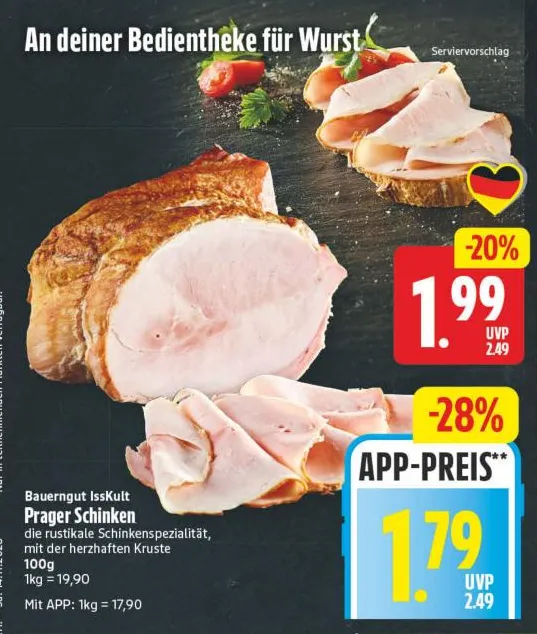 An deiner Bedientheke für Wurst
Serviervorschlag
-20%
1.99
UVP
2.49
-28%
APP-PREIS**
1.79
UVP
2.49
Bauerngut IssKult
Prager Schinken
die rustikale Schinkenspezialität,
mit der herzhaften Kruste
100g
1kg = 19,90
Mit APP: 1kg = 17,90